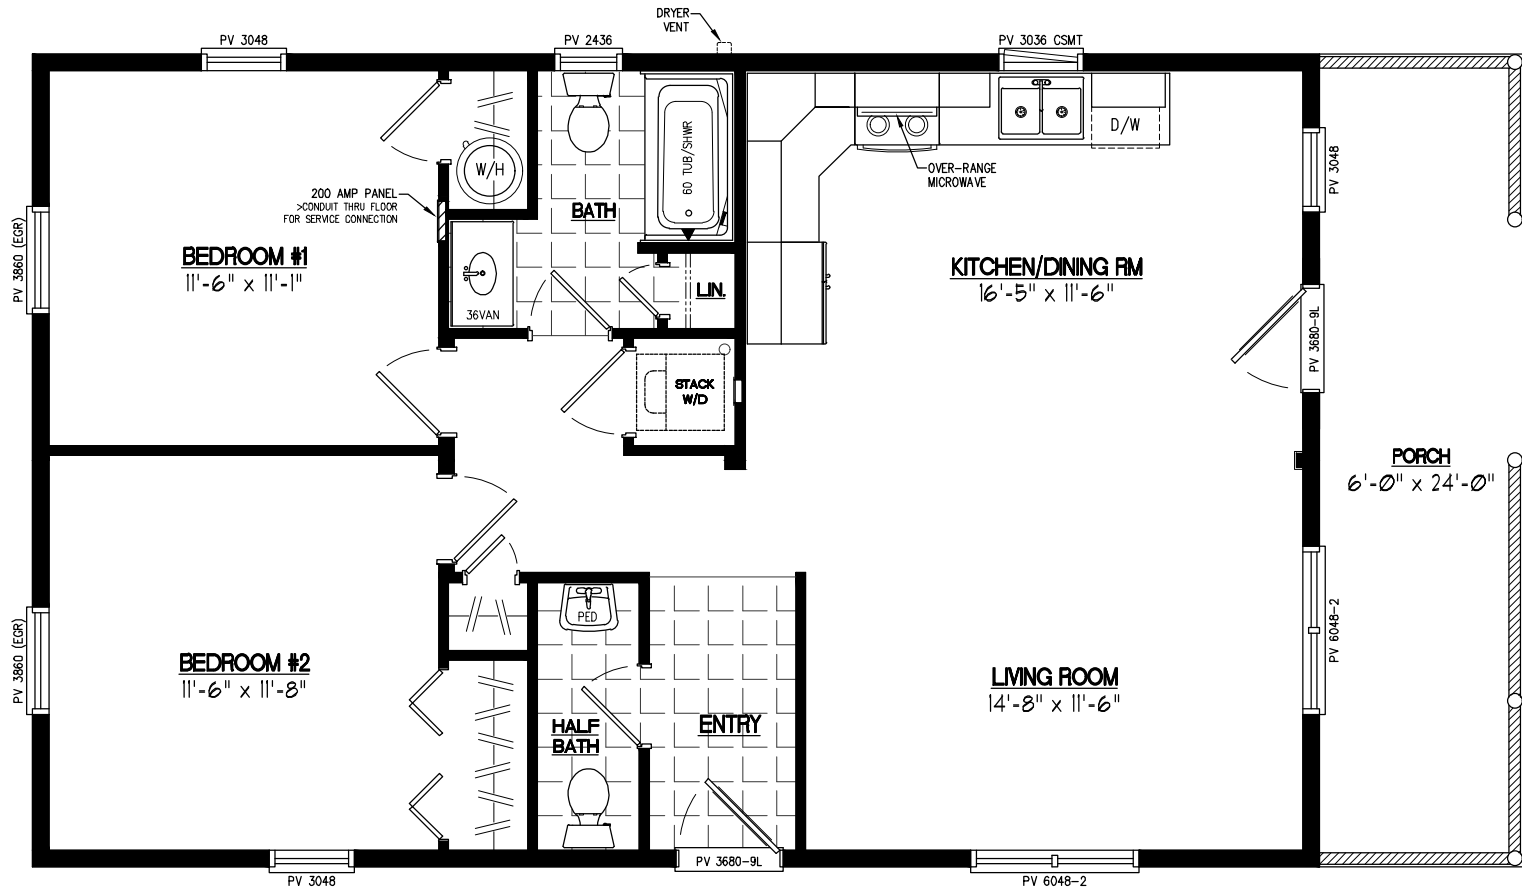 DRYER
VENT
PV 3048
PV 2436
PV 3036 CSMT
W/H
60 TUB/SHWR
D/W
OVER-RANGE
MICROWAVE
PV 3048
200 AMP PANEL
>CONDUIT THRU FLOOR
FOR SERVICE CONNECTION
BATH
PV 3860 (EGR)
BEDROOM #1
11'-6" x 11'-1"
KITCHEN/DINING RM
16'-5" x 11'-6"
LIN.
36VAN
PV 3680-9L
STACK
W/D
PORCH
6'-0" x 24'-0"
PED
PV 6048-2
PV 3860 (EGR)
BEDROOM #2
11'-6" x 11'-8"
LIVING ROOM
14'-8" x 11'-6"
HALF
BATH
ENTRY
PV 3680-9L
PV 3048
PV 6048-2